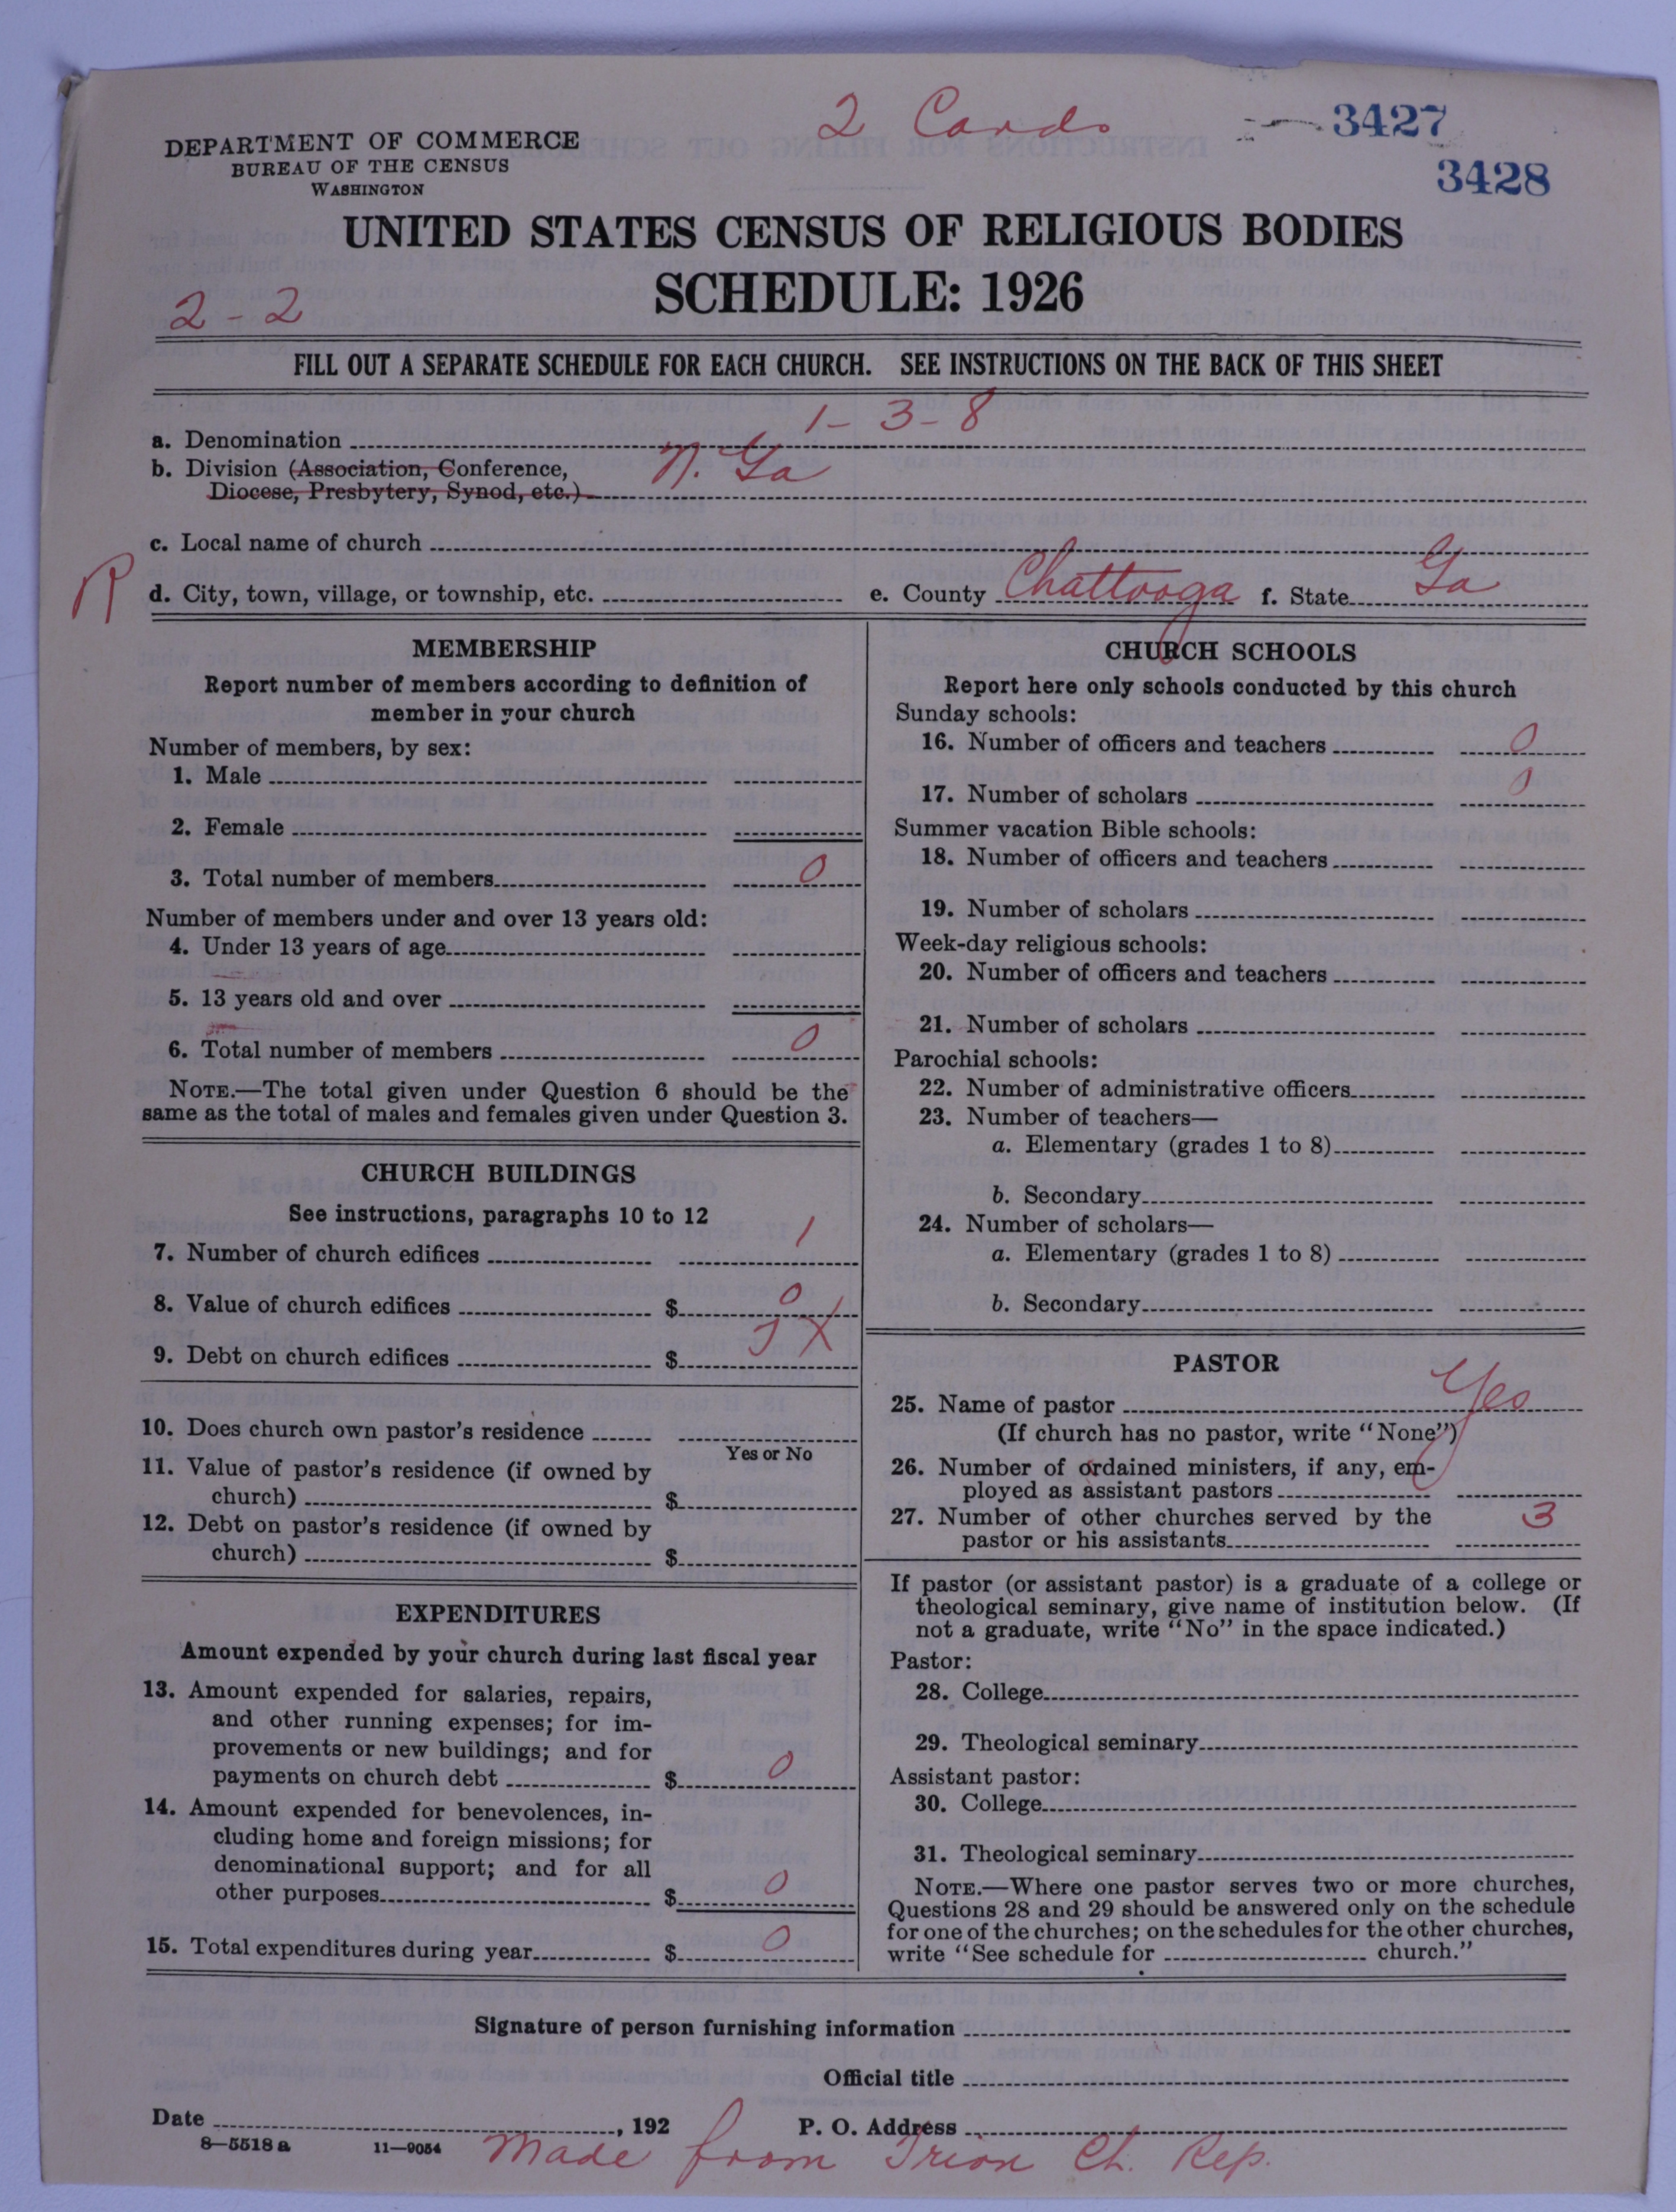 2 Cards
3427
3428
DEPARTMENT OF COMMERCE
BUREAU OF THE CENSUS
WASHINGTON
UNITED STATES CENSUS OF RELIGIOUS BODIES
SCHEDULE: 1926
2-2
FILL OUT A SEPARATE SCHEDULE FOR EACH CHURCH. SEE INSTRUCTIONS ON THE BACK OF THIS SHEET
a. Denomination 1-3-8
b. Division (Association, Conference, N. Ga
Diocese, Presbytery, Synod, etc.)
c. Local name of church
R d. City, town, village, or township, etc. e. County Chattooga f. State Ga
MEMBERSHIP
Report number of members according to definition of
member in your church
Number of members, by sex:
1. Male
2. Female
3. Total number of members 0
Number of members under and over 13 years old:
4. Under 13 years of age
5. 13 years old and over
6. Total number of members 0
NOTE.—The total given under Question 6 should be the
same as the total of males and females given under Question 3.
CHURCH BUILDINGS
See instructions, paragraphs 10 to 12
7. Number of church edifices 1
8. Value of church edifices $ 0
9. Debt on church edifices $ X
10. Does church own pastor's residence
Yes or No
11. Value of pastor's residence (if owned by
church) $
12. Debt on pastor's residence (if owned by
church) $
EXPENDITURES
Amount expended by your church during last fiscal year
13. Amount expended for salaries, repairs,
and other running expenses; for im-
provements or new buildings; and for
payments on church debt $ 0
14. Amount expended for benevolences, in-
cluding home and foreign missions; for
denominational support; and for all
other purposes $ 0
15. Total expenditures during year $ 0
CHURCH SCHOOLS
Report here only schools conducted by this church
Sunday schools:
16. Number of officers and teachers 0
17. Number of scholars 0
Summer vacation Bible schools:
18. Number of officers and teachers
19. Number of scholars
Week-day religious schools:
20. Number of officers and teachers
21. Number of scholars
Parochial schools:
22. Number of administrative officers
23. Number of teachers—
a. Elementary (grades 1 to 8)
b. Secondary
24. Number of scholars—
a. Elementary (grades 1 to 8)
b. Secondary
PASTOR
25. Name of pastor Yes
(If church has no pastor, write "None")
26. Number of ordained ministers, if any, em-
ployed as assistant pastors
27. Number of other churches served by the 3
pastor or his assistants
If pastor (or assistant pastor) is a graduate of a college or
theological seminary, give name of institution below. (If
not a graduate, write "No" in the space indicated.)
Pastor:
28. College
29. Theological seminary
Assistant pastor:
30. College
31. Theological seminary
NOTE.—Where one pastor serves two or more churches,
Questions 28 and 29 should be answered only on the schedule
for one of the churches; on the schedules for the other churches,
write "See schedule for church."
Signature of person furnishing information
Official title
Date , 192 P. O. Address
8—5518 a 11—9054 Made from Trion Ch. Rep.